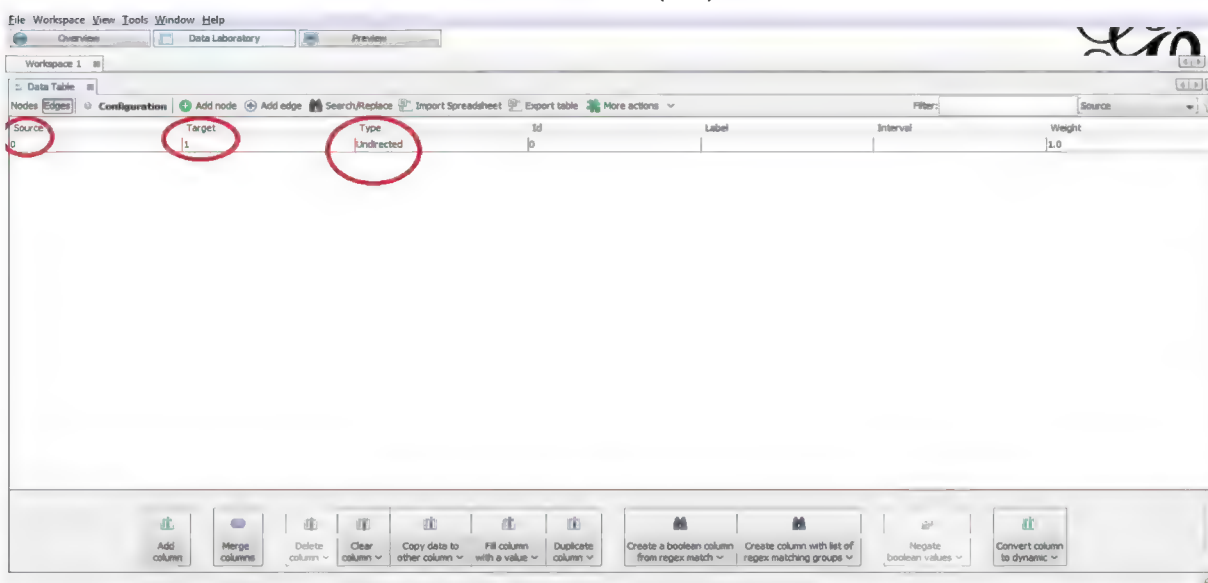 File Workspace View Tools Window Help
Overview Data Laboratory Preview
Workspace 1
Data Table
Nodes Edges Configuration Add node Add edge Search/Replace Import Spreadsheet Export table More actions Filter: Source
Source Target Type Id Label Interval Weight
0 1 Undirected 0 1.0
Add column Merge columns Delete column Clear column Copy data to other column Fill column with a value Duplicate column Create a boolean column from regex match Create column with list of regex matching groups Negate boolean values Convert column to dynamic